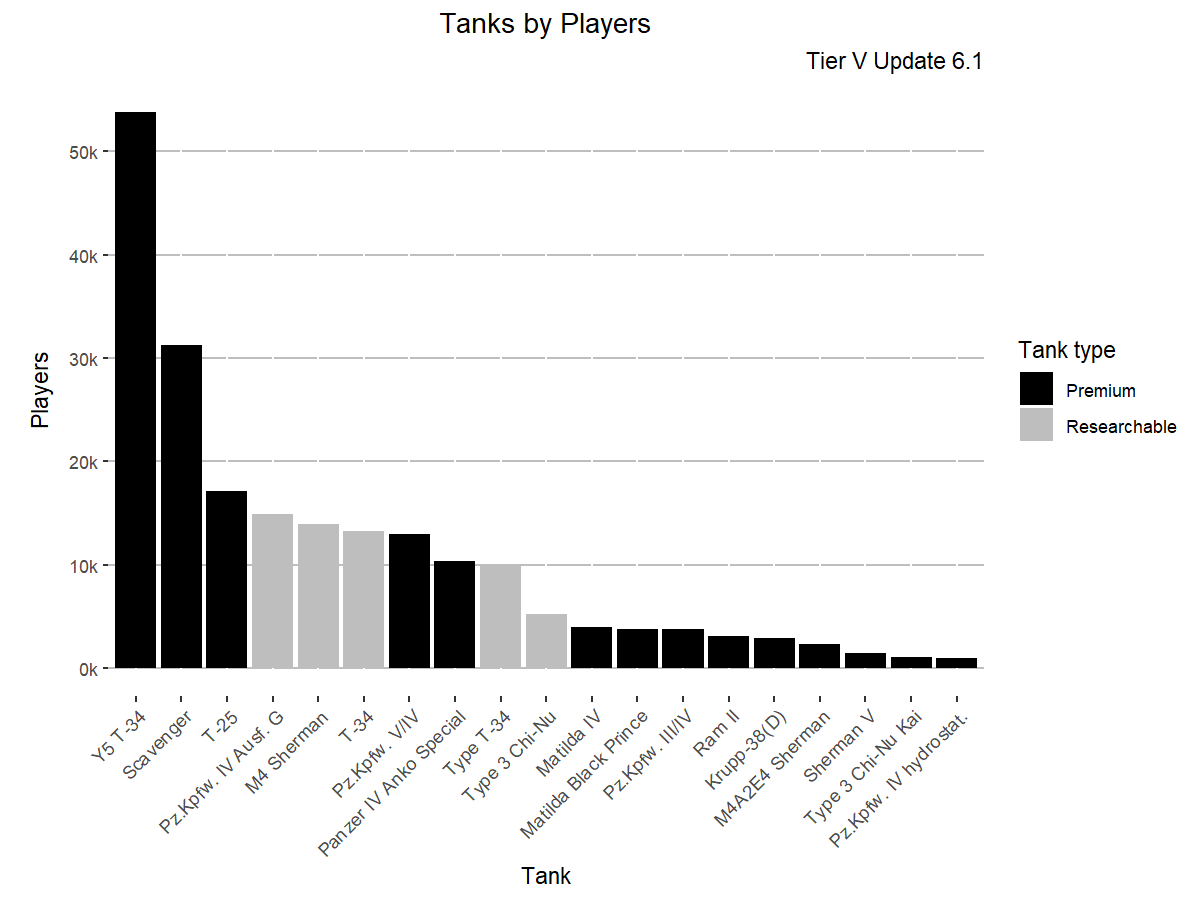 Tanks by Players
Tier V Update 6.1
50k
40k
30k
20k
10k
0k
Players
Y5 T-34
Scavenger
T-25
Pz.Kpfw. IV Ausf. G
M4 Sherman
T-34
Pz.Kpfw. V/IV
Panzer IV Anko Special
Type T-34
Type 3 Chi-Nu
Matilda IV
Matilda Black Prince
Pz.Kpfw. III/IV
Ram II
Krupp-38(D)
M4A2E4 Sherman
Sherman V
Type 3 Chi-Nu Kai
Pz.Kpfw. IV hydrostat.
Tank
Tank type
Premium
Researchable